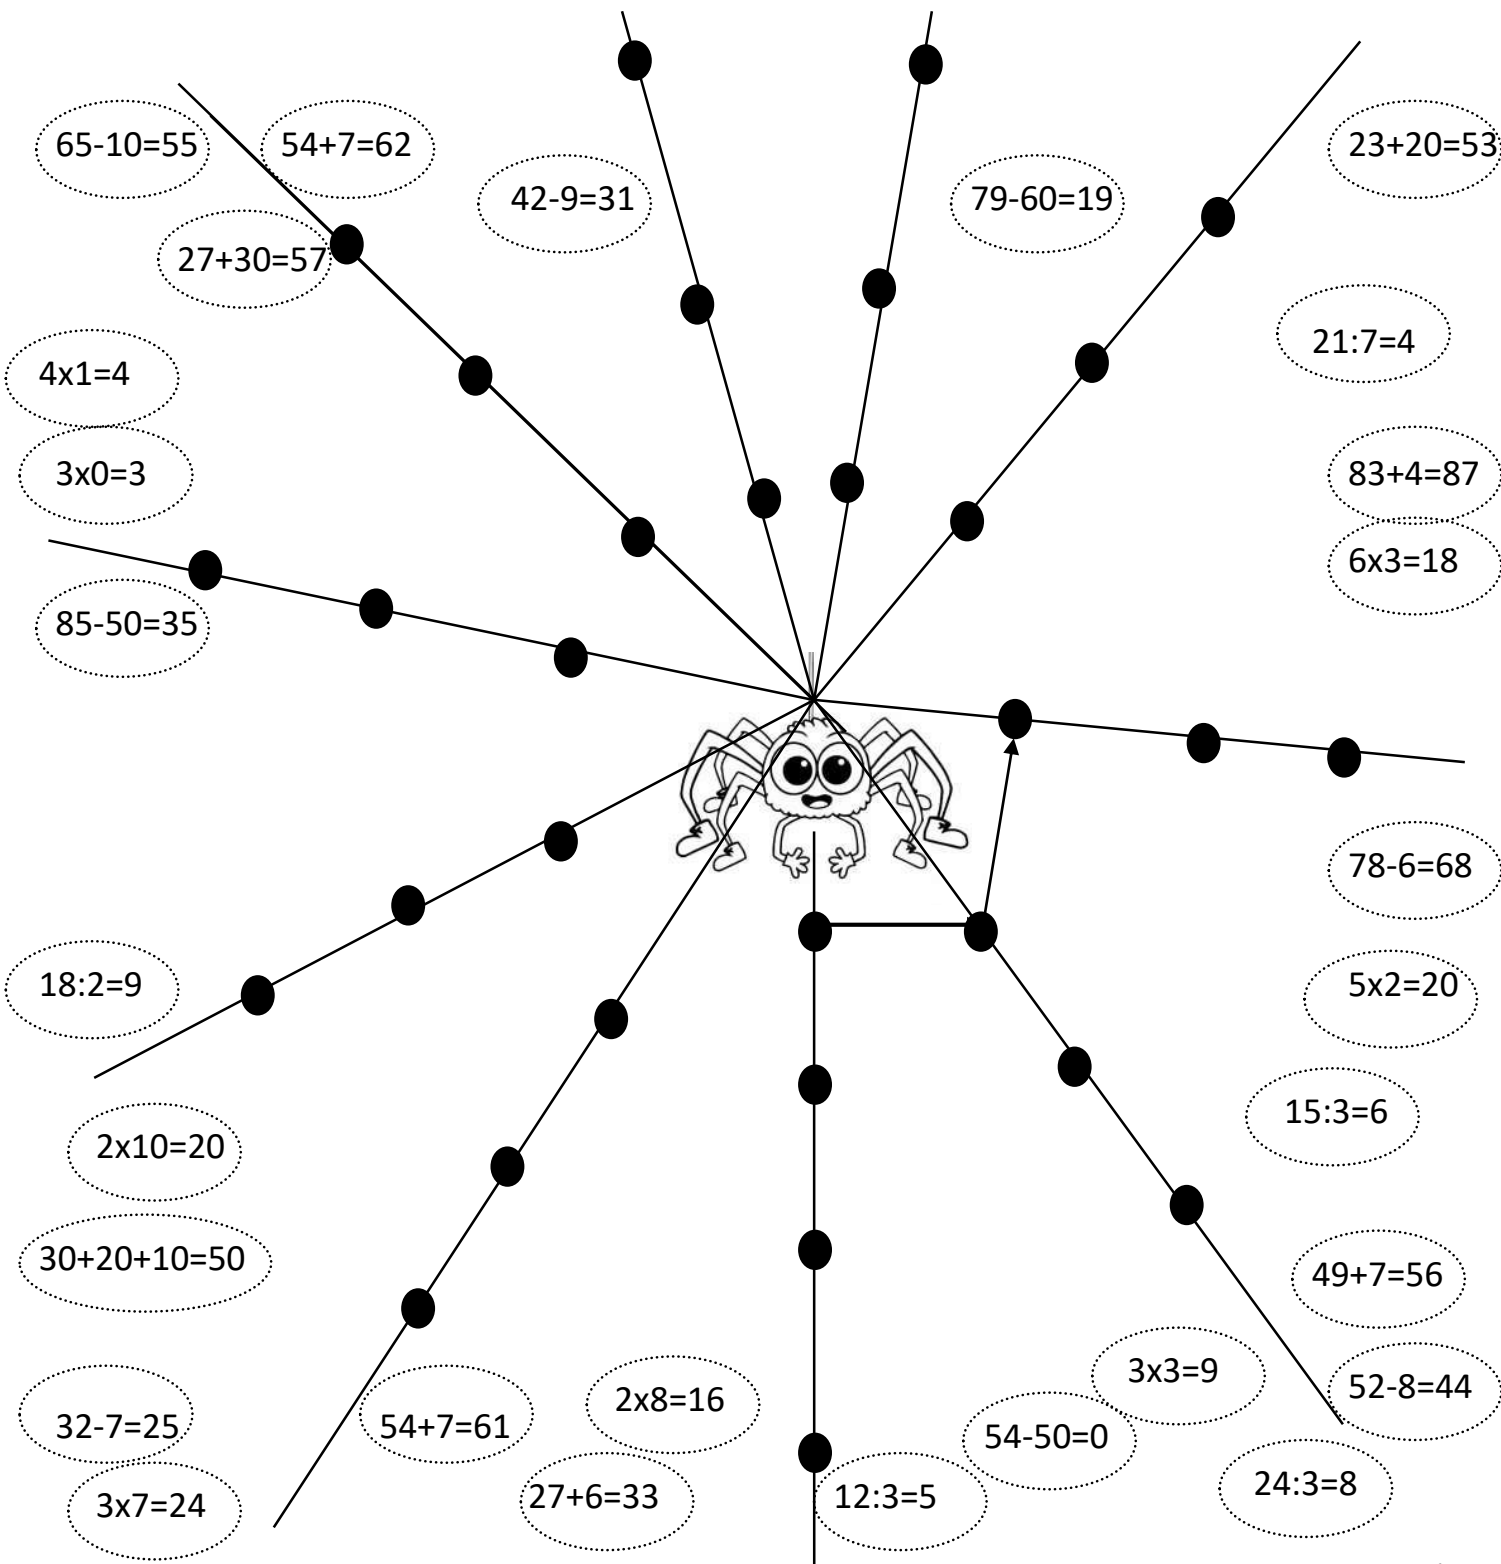 65-10=55
54+7=62
23+20=53
42-9=31
79-60=19
27+30=57
21:7=4
4x1=4
3x0=3
83+4=87
6x3=18
85-50=35
78-6=68
18:2=9
5x2=20
15:3=6
2x10=20
30+20+10=50
49+7=56
3x3=9
52-8=44
2x8=16
32-7=25
54+7=61
54-50=0
24:3=8
27+6=33
12:3=5
3x7=24